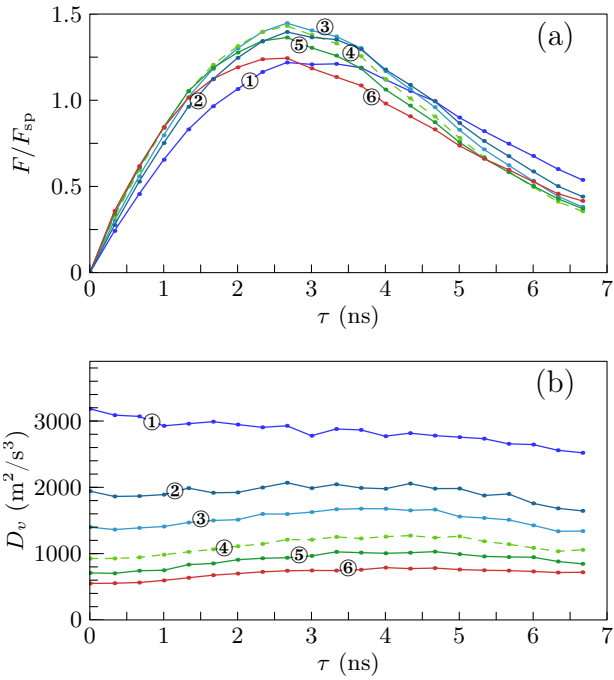 (a)
F/F_sp
1.5
1.0
0.5
0
① ② ③ ④ ⑤ ⑥
0 1 2 3 4 5 6 7
τ (ns)
(b)
D_v (m²/s³)
3000
2000
1000
0
① ② ③ ④ ⑤ ⑥
0 1 2 3 4 5 6 7
τ (ns)